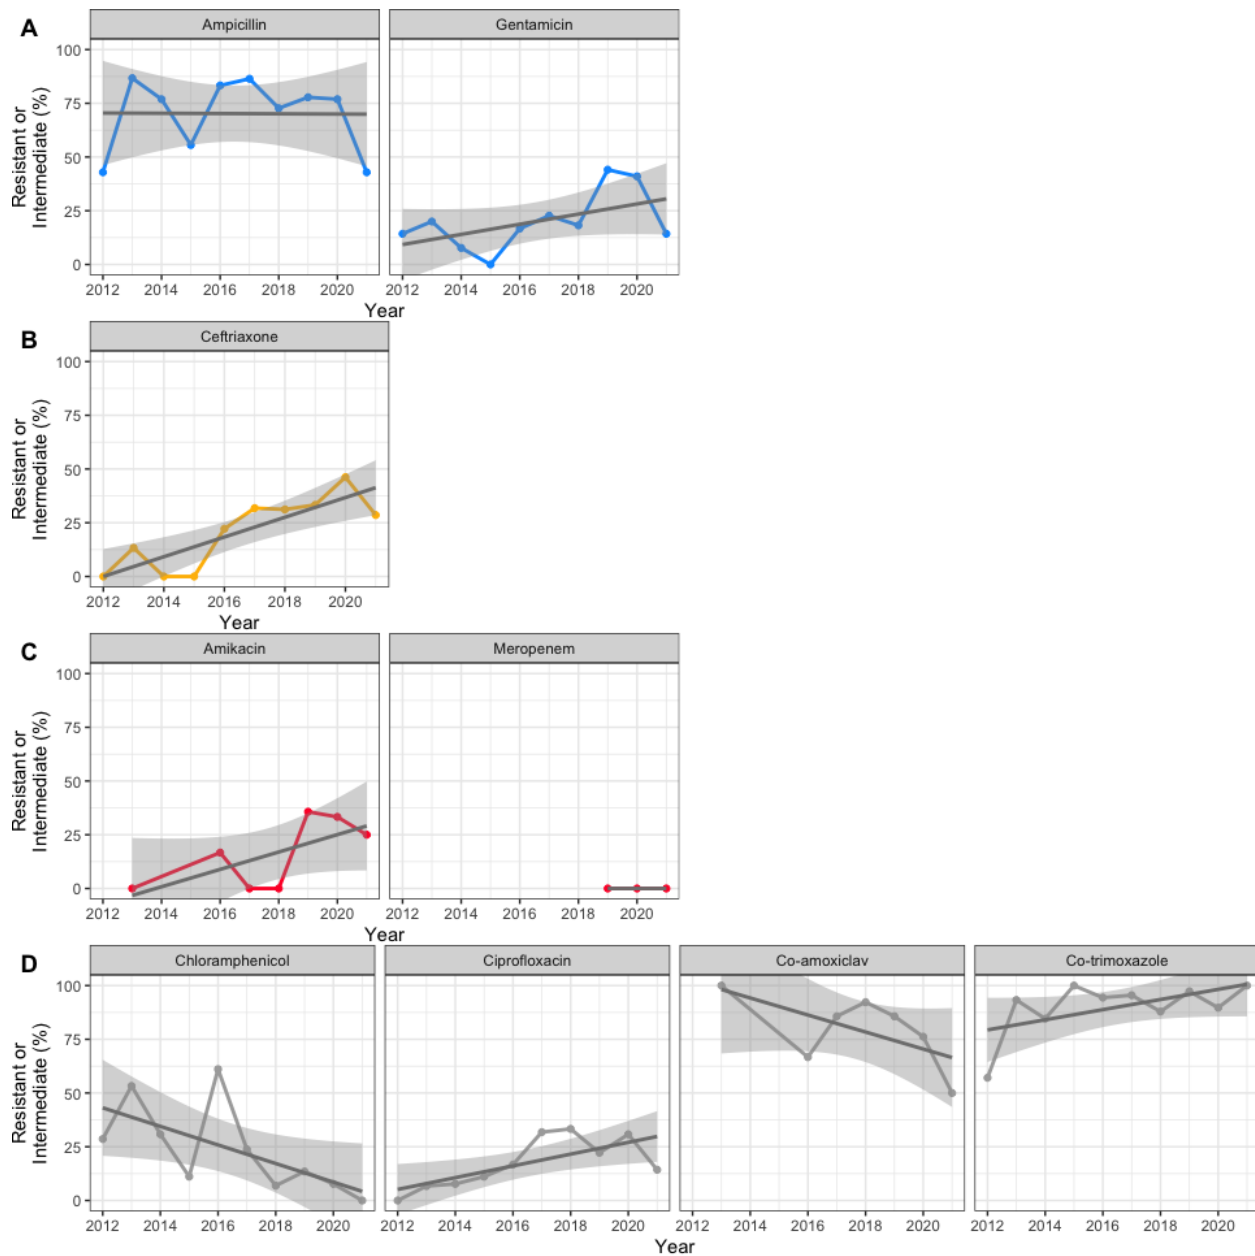 A
Ampicillin
Gentamicin
Resistant or
Intermediate (%)
100
75
50
25
0
2012 2014 2016 2018 2020
2012 2014 2016 2018 2020
Year
B
Ceftriaxone
Resistant or
Intermediate (%)
100
75
50
25
0
2012 2014 2016 2018 2020
Year
C
Amikacin
Meropenem
Resistant or
Intermediate (%)
100
75
50
25
0
2012 2014 2016 2018 2020
2012 2014 2016 2018 2020
Year
D
Chloramphenicol
Ciprofloxacin
Co-amoxiclav
Co-trimoxazole
Resistant or
Intermediate (%)
100
75
50
25
0
2012 2014 2016 2018 2020
2012 2014 2016 2018 2020
2012 2014 2016 2018 2020
2012 2014 2016 2018 2020
Year